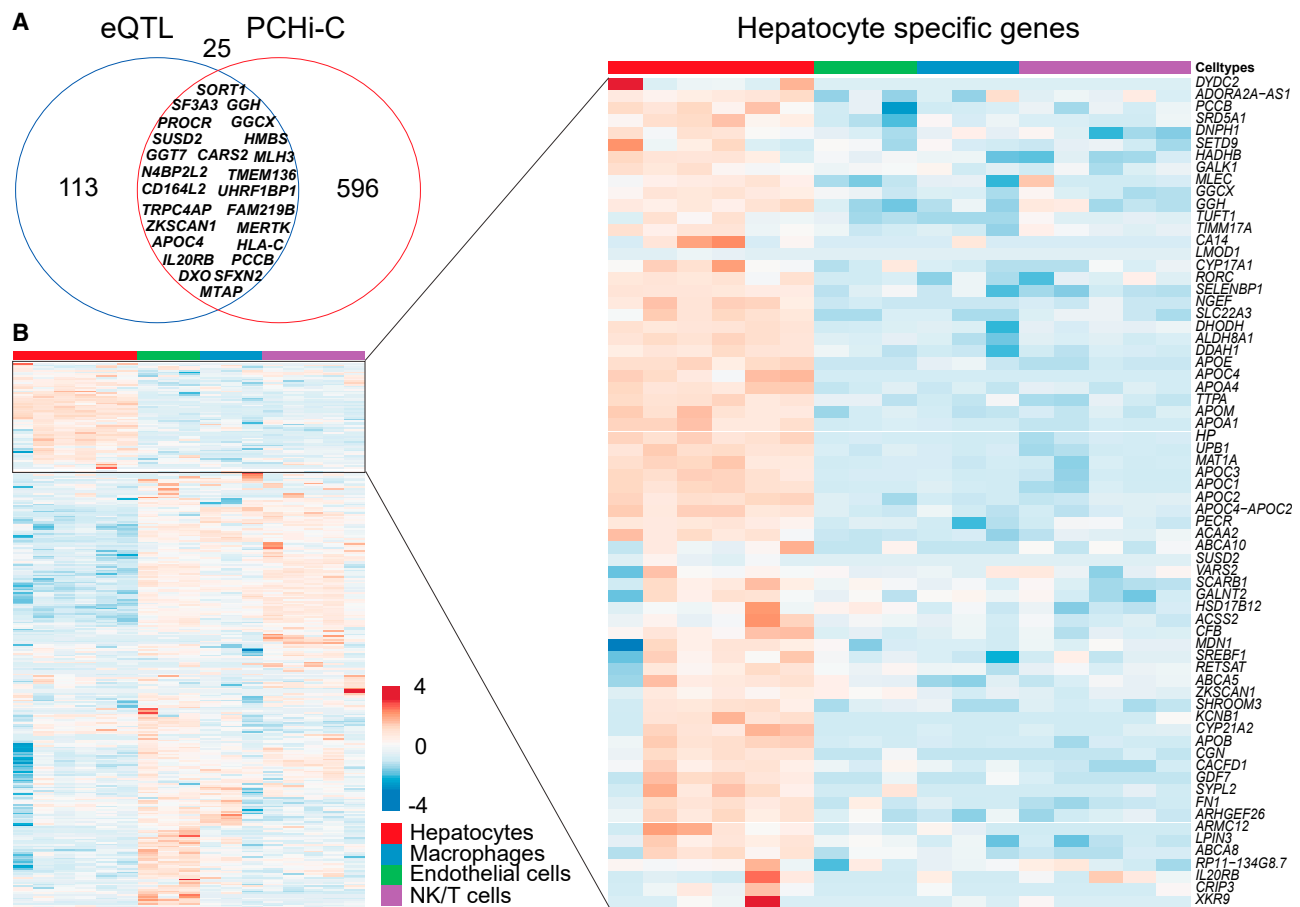 A
eQTL
25
PCHi-C
SORT1
SF3A3 GGH
PROCR GGCX
SUSD2 HMBS
GGT7 CARS2 MLH3
N4BP2L2 TMEM136
CD164L2 UHRF1BP1
TRPC4AP FAM219B
ZKSCAN1 MERTK
APOC4 HLA-C
IL20RB PCCB
DXO SFXN2
MTAP
113
596
B
4
0
-4
Hepatocytes
Macrophages
Endothelial cells
NK/T cells
Hepatocyte specific genes
Celltypes
DYDC2
ADORA2A−AS1
PCCB
SRD5A1
DNPH1
SETD9
HADHB
GALK1
MLEC
GGCX
GGH
TUFT1
TIMM17A
CA14
LMOD1
CYP17A1
RORC
SELENBP1
NGEF
SLC22A3
DHODH
ALDH8A1
DDAH1
APOE
APOC4
APOA4
TTPA
APOM
APOA1
HP
UPB1
MAT1A
APOC3
APOC1
APOC2
APOC4−APOC2
PECR
ACAA2
ABCA10
SUSD2
VARS2
SCARB1
GALNT2
HSD17B12
ACSS2
CFB
MDN1
SREBF1
RETSAT
ABCA5
ZKSCAN1
SHROOM3
KCNB1
CYP21A2
APOB
CGN
CACFD1
GDF7
SYPL2
FN1
ARHGEF26
ARMC12
LPIN3
ABCA8
RP11−134G8.7
IL20RB
CRIP3
XKR9